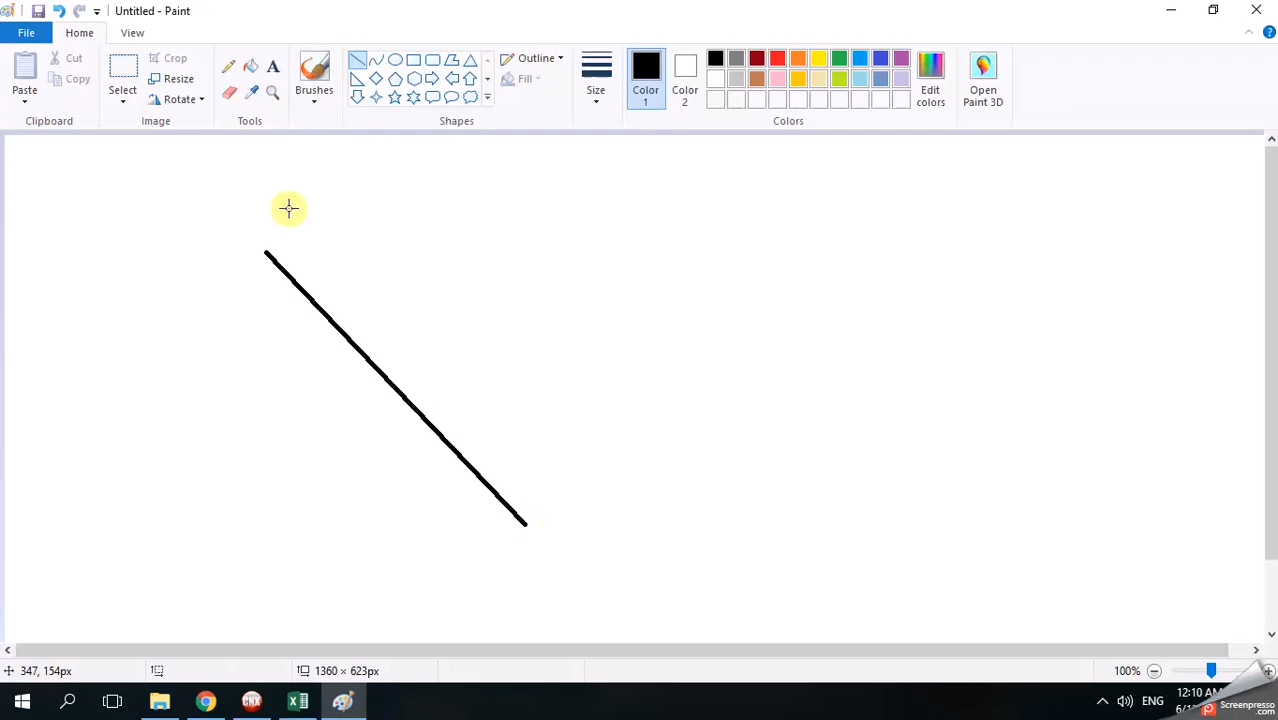 Untitled - Paint
File
Home
View
Paste
Cut
Copy
Clipboard
Select
Crop
Resize
Rotate
Image
A
Tools
Brushes
Outline
Fill
Shapes
Size
Color
1
Color
2
Edit
colors
Colors
Open
Paint 3D
347, 154px
1360 × 623px
100%
ENG
12:10 AM
Screenpresso
.com